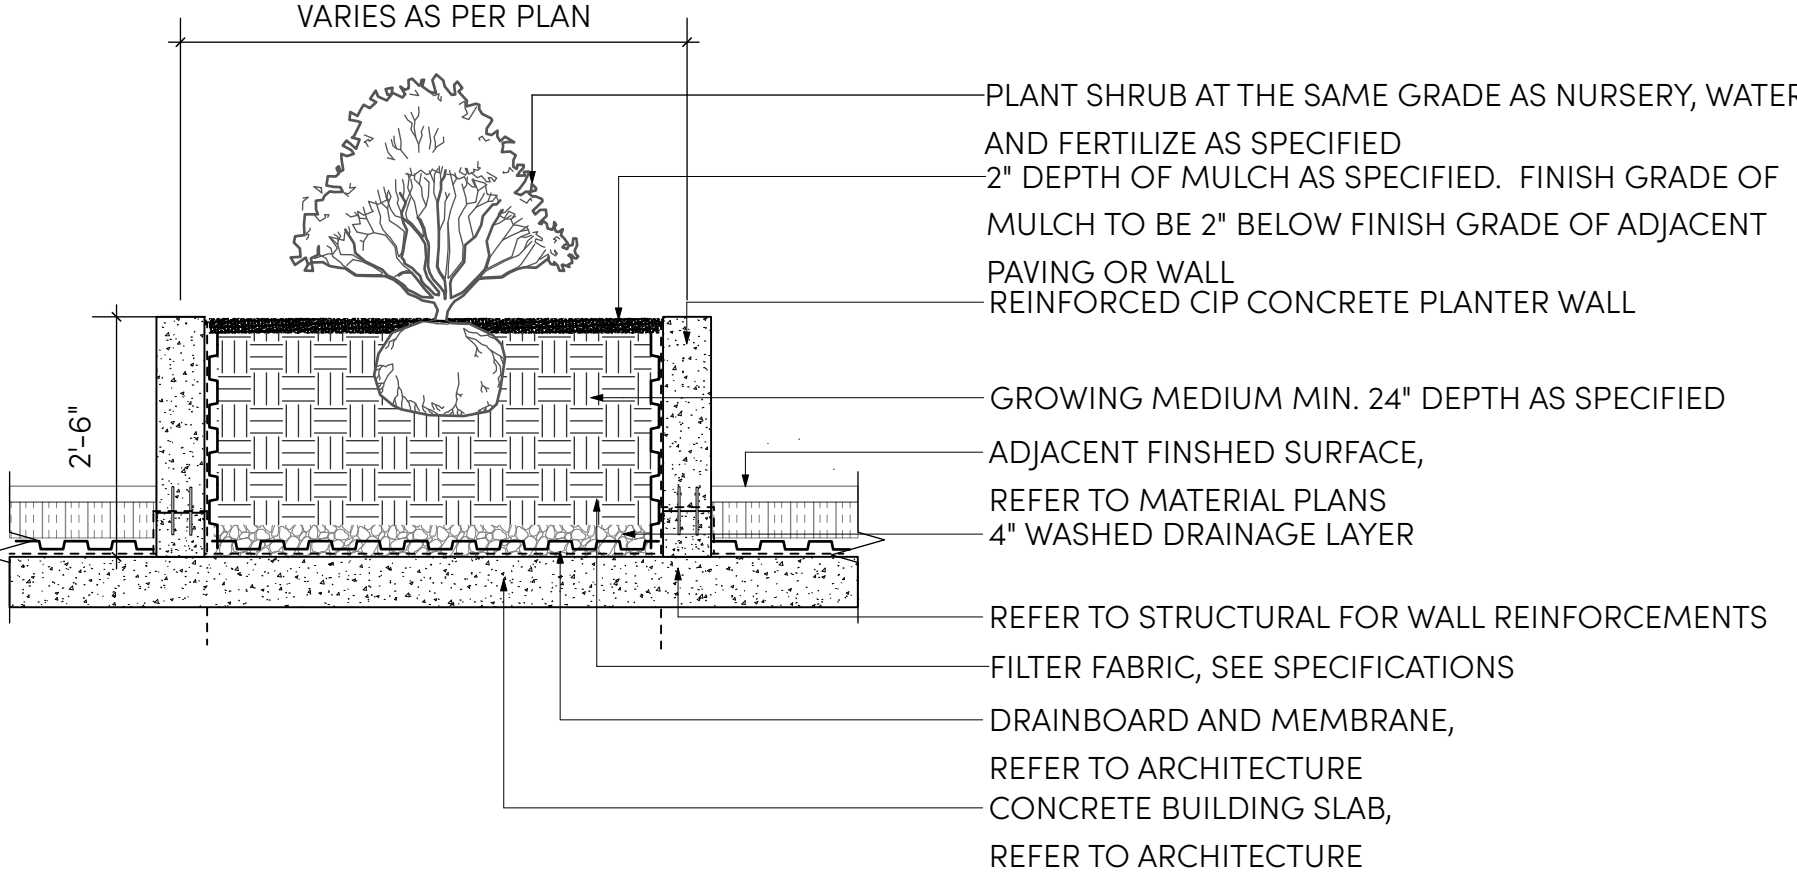 VARIES AS PER PLAN
PLANT SHRUB AT THE SAME GRADE AS NURSERY, WATER
AND FERTILIZE AS SPECIFIED
2" DEPTH OF MULCH AS SPECIFIED.  FINISH GRADE OF
MULCH TO BE 2" BELOW FINISH GRADE OF ADJACENT
PAVING OR WALL
REINFORCED CIP CONCRETE PLANTER WALL
GROWING MEDIUM MIN. 24" DEPTH AS SPECIFIED
2'-6"
ADJACENT FINSHED SURFACE,
REFER TO MATERIAL PLANS
4" WASHED DRAINAGE LAYER
REFER TO STRUCTURAL FOR WALL REINFORCEMENTS
FILTER FABRIC, SEE SPECIFICATIONS
DRAINBOARD AND MEMBRANE,
REFER TO ARCHITECTURE
CONCRETE BUILDING SLAB,
REFER TO ARCHITECTURE